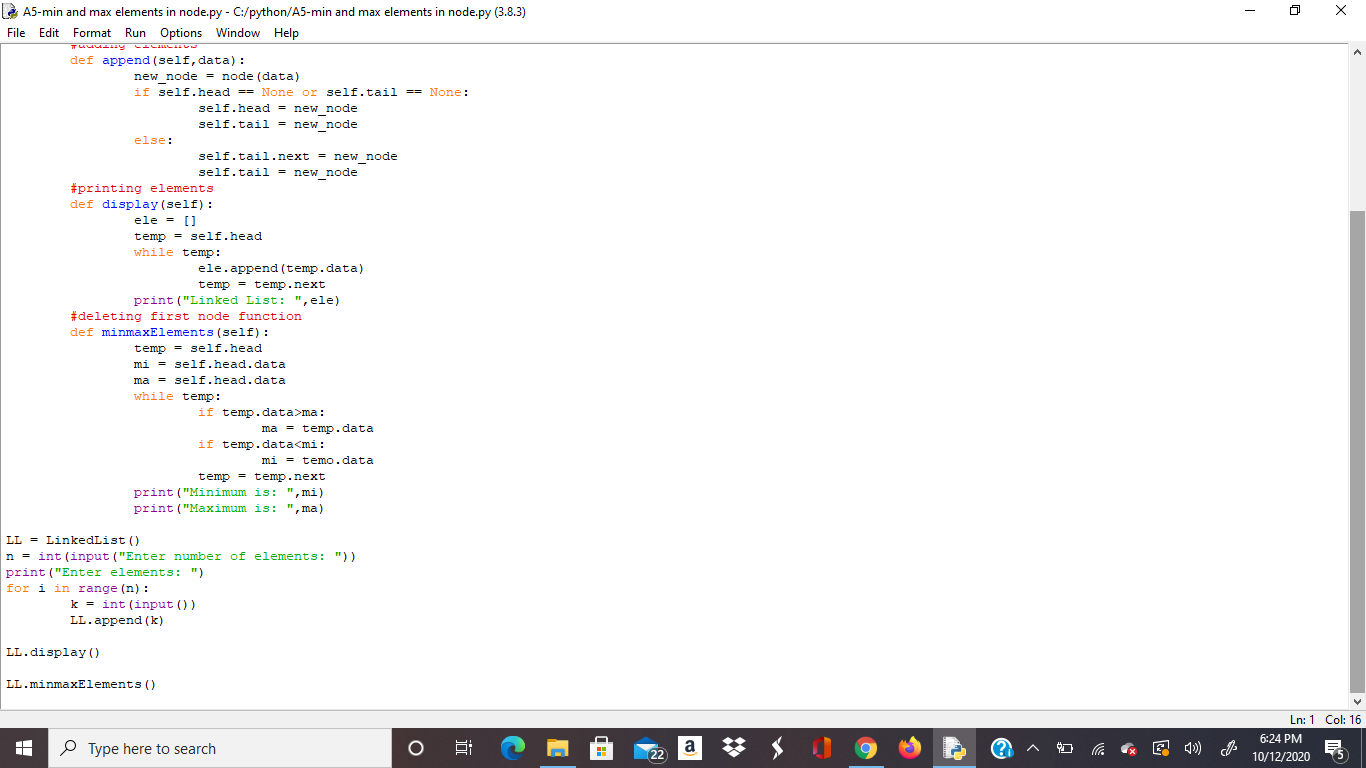 A5-min and max elements in node.py - C:/python/A5-min and max elements in node.py (3.8.3)
File Edit Format Run Options Window Help
#adding elements
def append(self,data):
new_node = node(data)
if self.head == None or self.tail == None:
self.head = new_node
self.tail = new_node
else:
self.tail.next = new_node
self.tail = new_node
#printing elements
def display(self):
ele = []
temp = self.head
while temp:
ele.append(temp.data)
temp = temp.next
print("Linked List: ",ele)
#deleting first node function
def minmaxElements(self):
temp = self.head
mi = self.head.data
ma = self.head.data
while temp:
if temp.data>ma:
ma = temp.data
if temp.data<mi:
mi = temo.data
temp = temp.next
print("Minimum is: ",mi)
print("Maximum is: ",ma)
LL = LinkedList()
n = int(input("Enter number of elements: "))
print("Enter elements: ")
for i in range(n):
k = int(input())
LL.append(k)
LL.display()
LL.minmaxElements()
Ln: 1 Col: 16
Type here to search
22
a
6:24 PM
10/12/2020
5